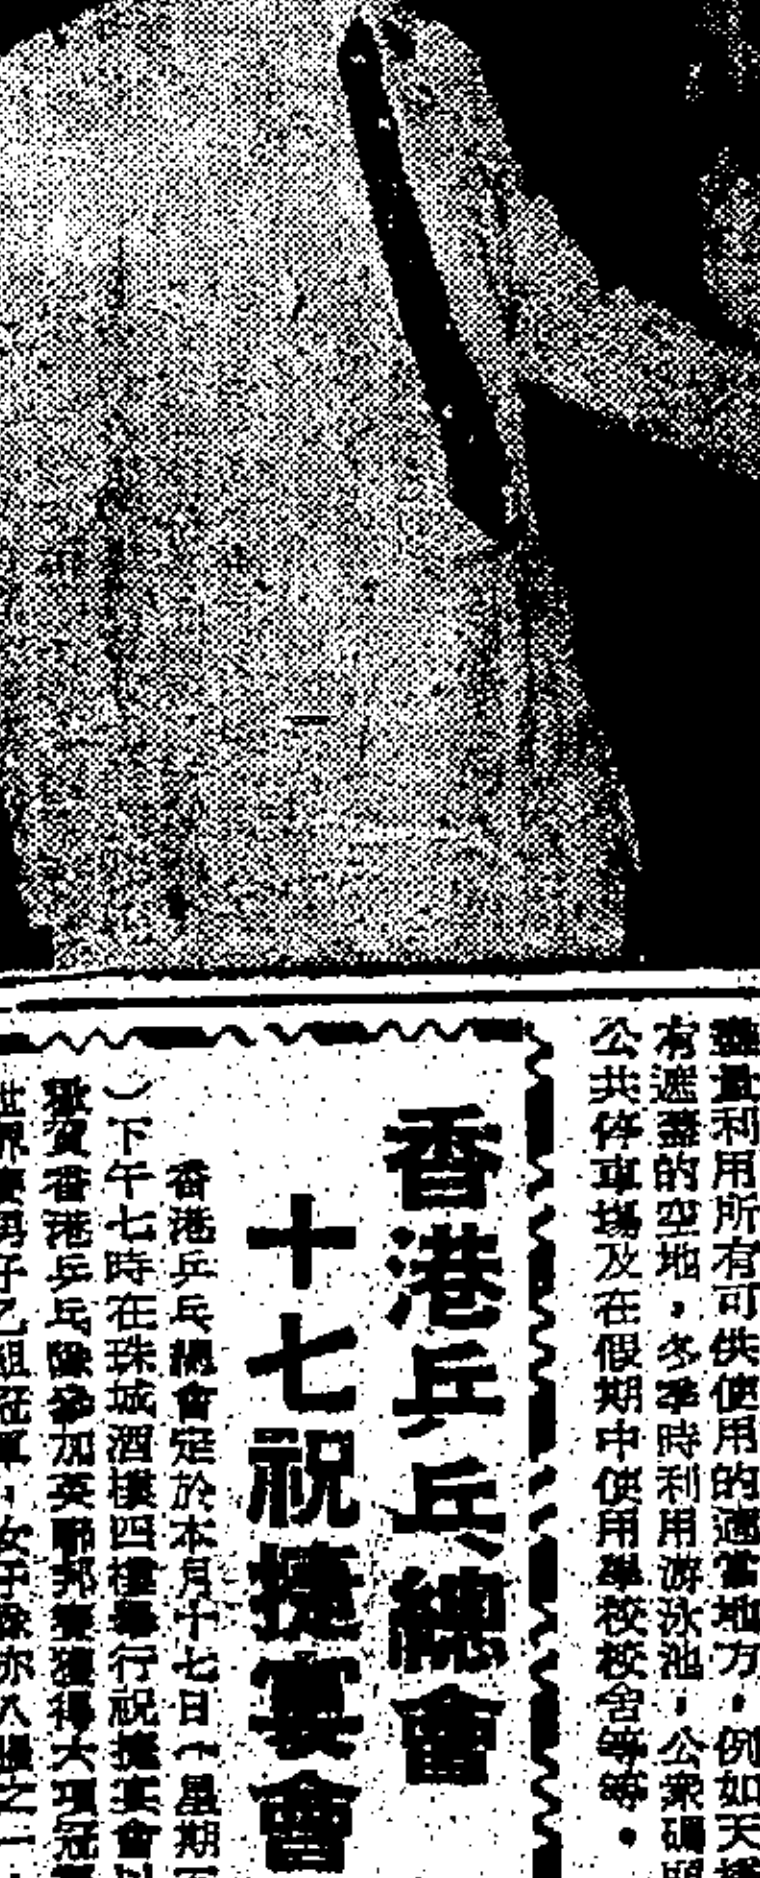 儘量利用所有可供使用的適當地方，例如天
有遮蓋的空地，冬季時利用游泳池，公眾碼
公共停車場及在假期中使用學校校舍等等。
香港乒乓總會
十七祝捷宴會
香港乒乓總會定於本月十七日（星期
）下午七時在珠城酒樓四樓舉行祝捷宴會以
賀香港乒乓隊參加英聯邦賽獲得六項冠